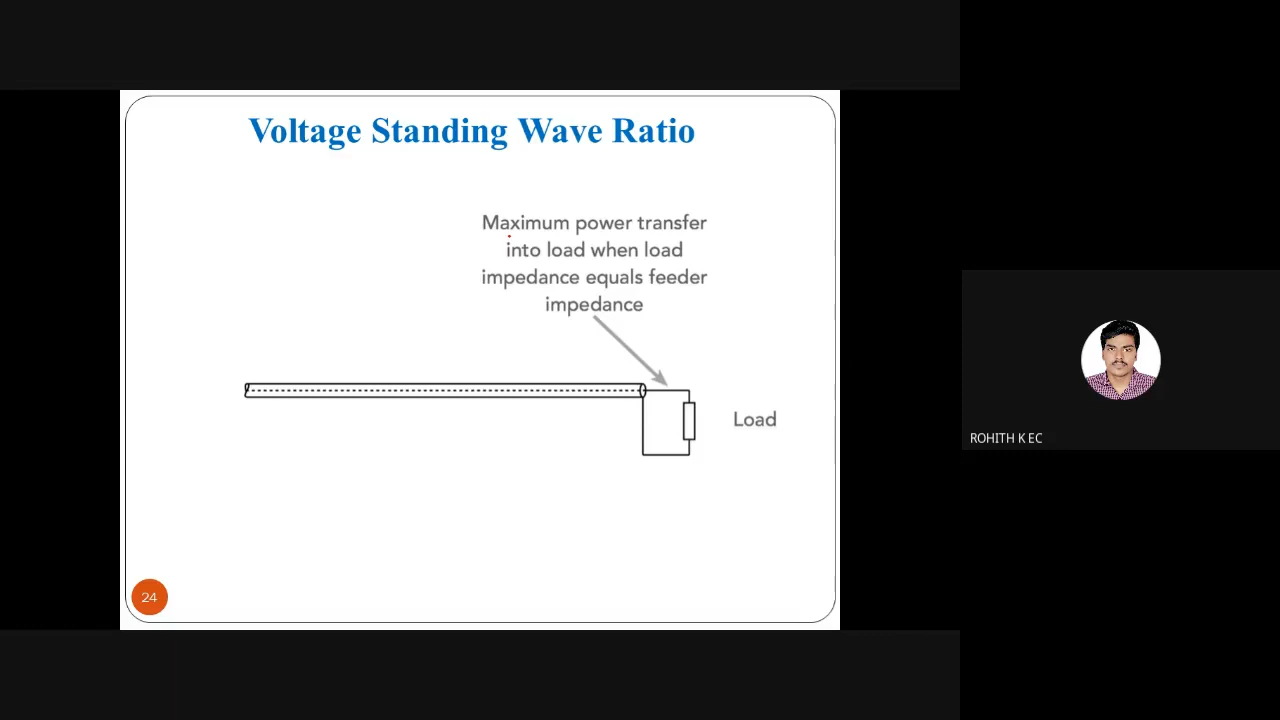 Voltage Standing Wave Ratio
Maximum power transfer
into load when load
impedance equals feeder
impedance
Load
24
ROHITH K EC